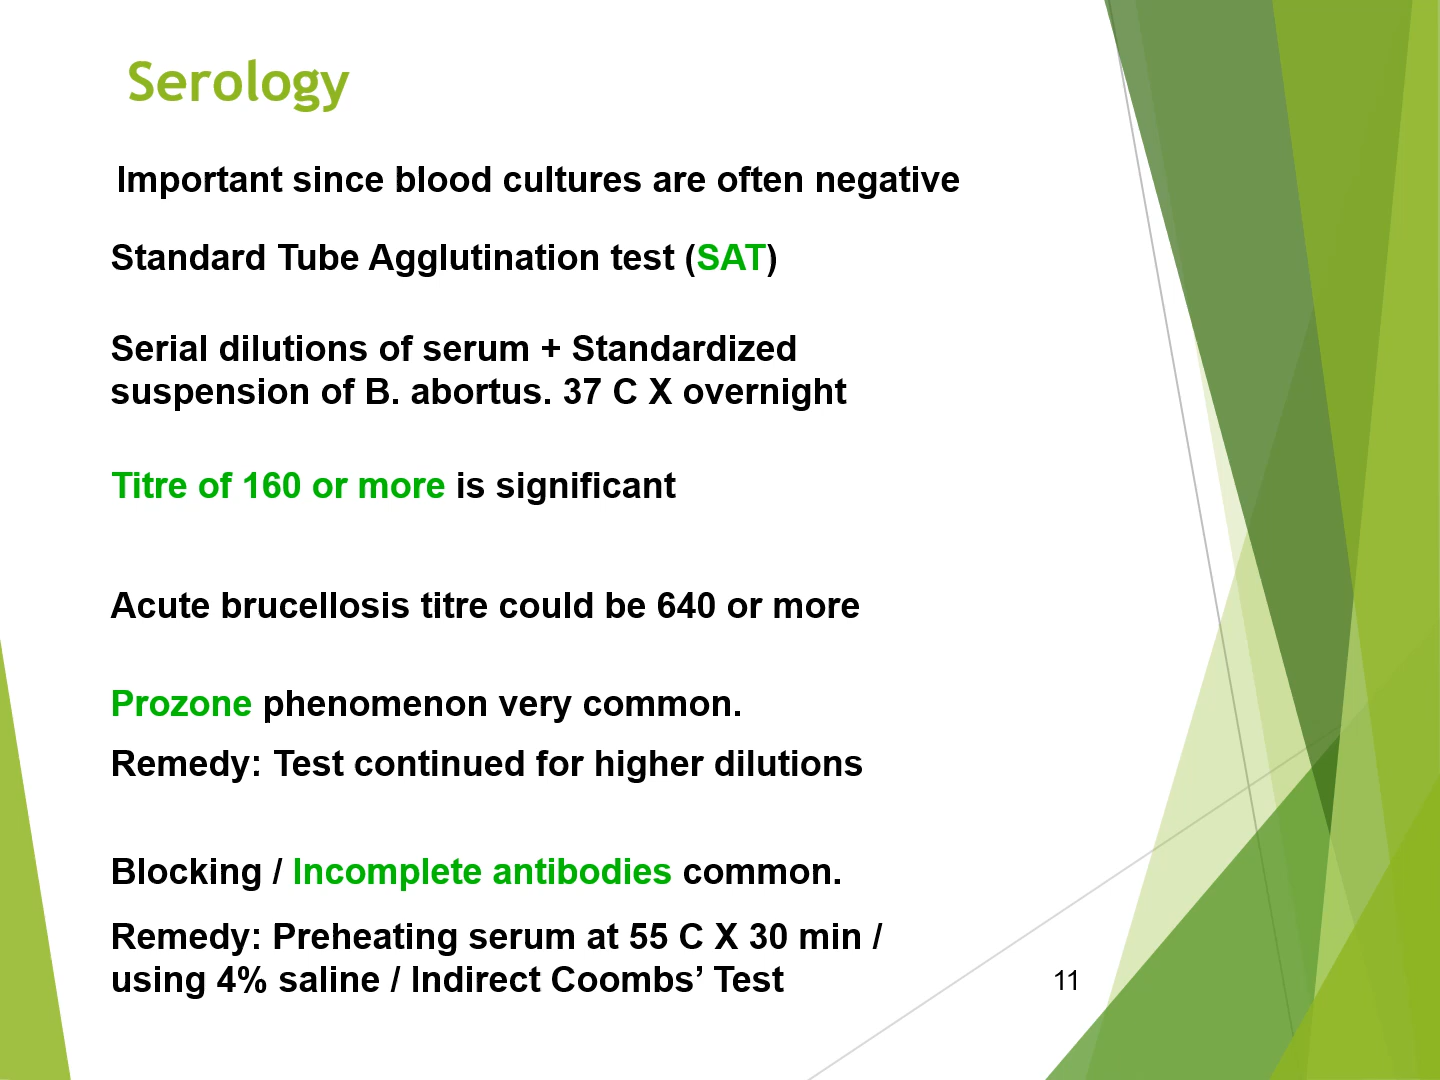 Serology
Important since blood cultures are often negative
Standard Tube Agglutination test (SAT)
Serial dilutions of serum + Standardized
suspension of B. abortus. 37 C X overnight
Titre of 160 or more is significant
Acute brucellosis titre could be 640 or more
Prozone phenomenon very common.
Remedy: Test continued for higher dilutions
Blocking / Incomplete antibodies common.
Remedy: Preheating serum at 55 C X 30 min /
using 4% saline / Indirect Coombs’ Test
11